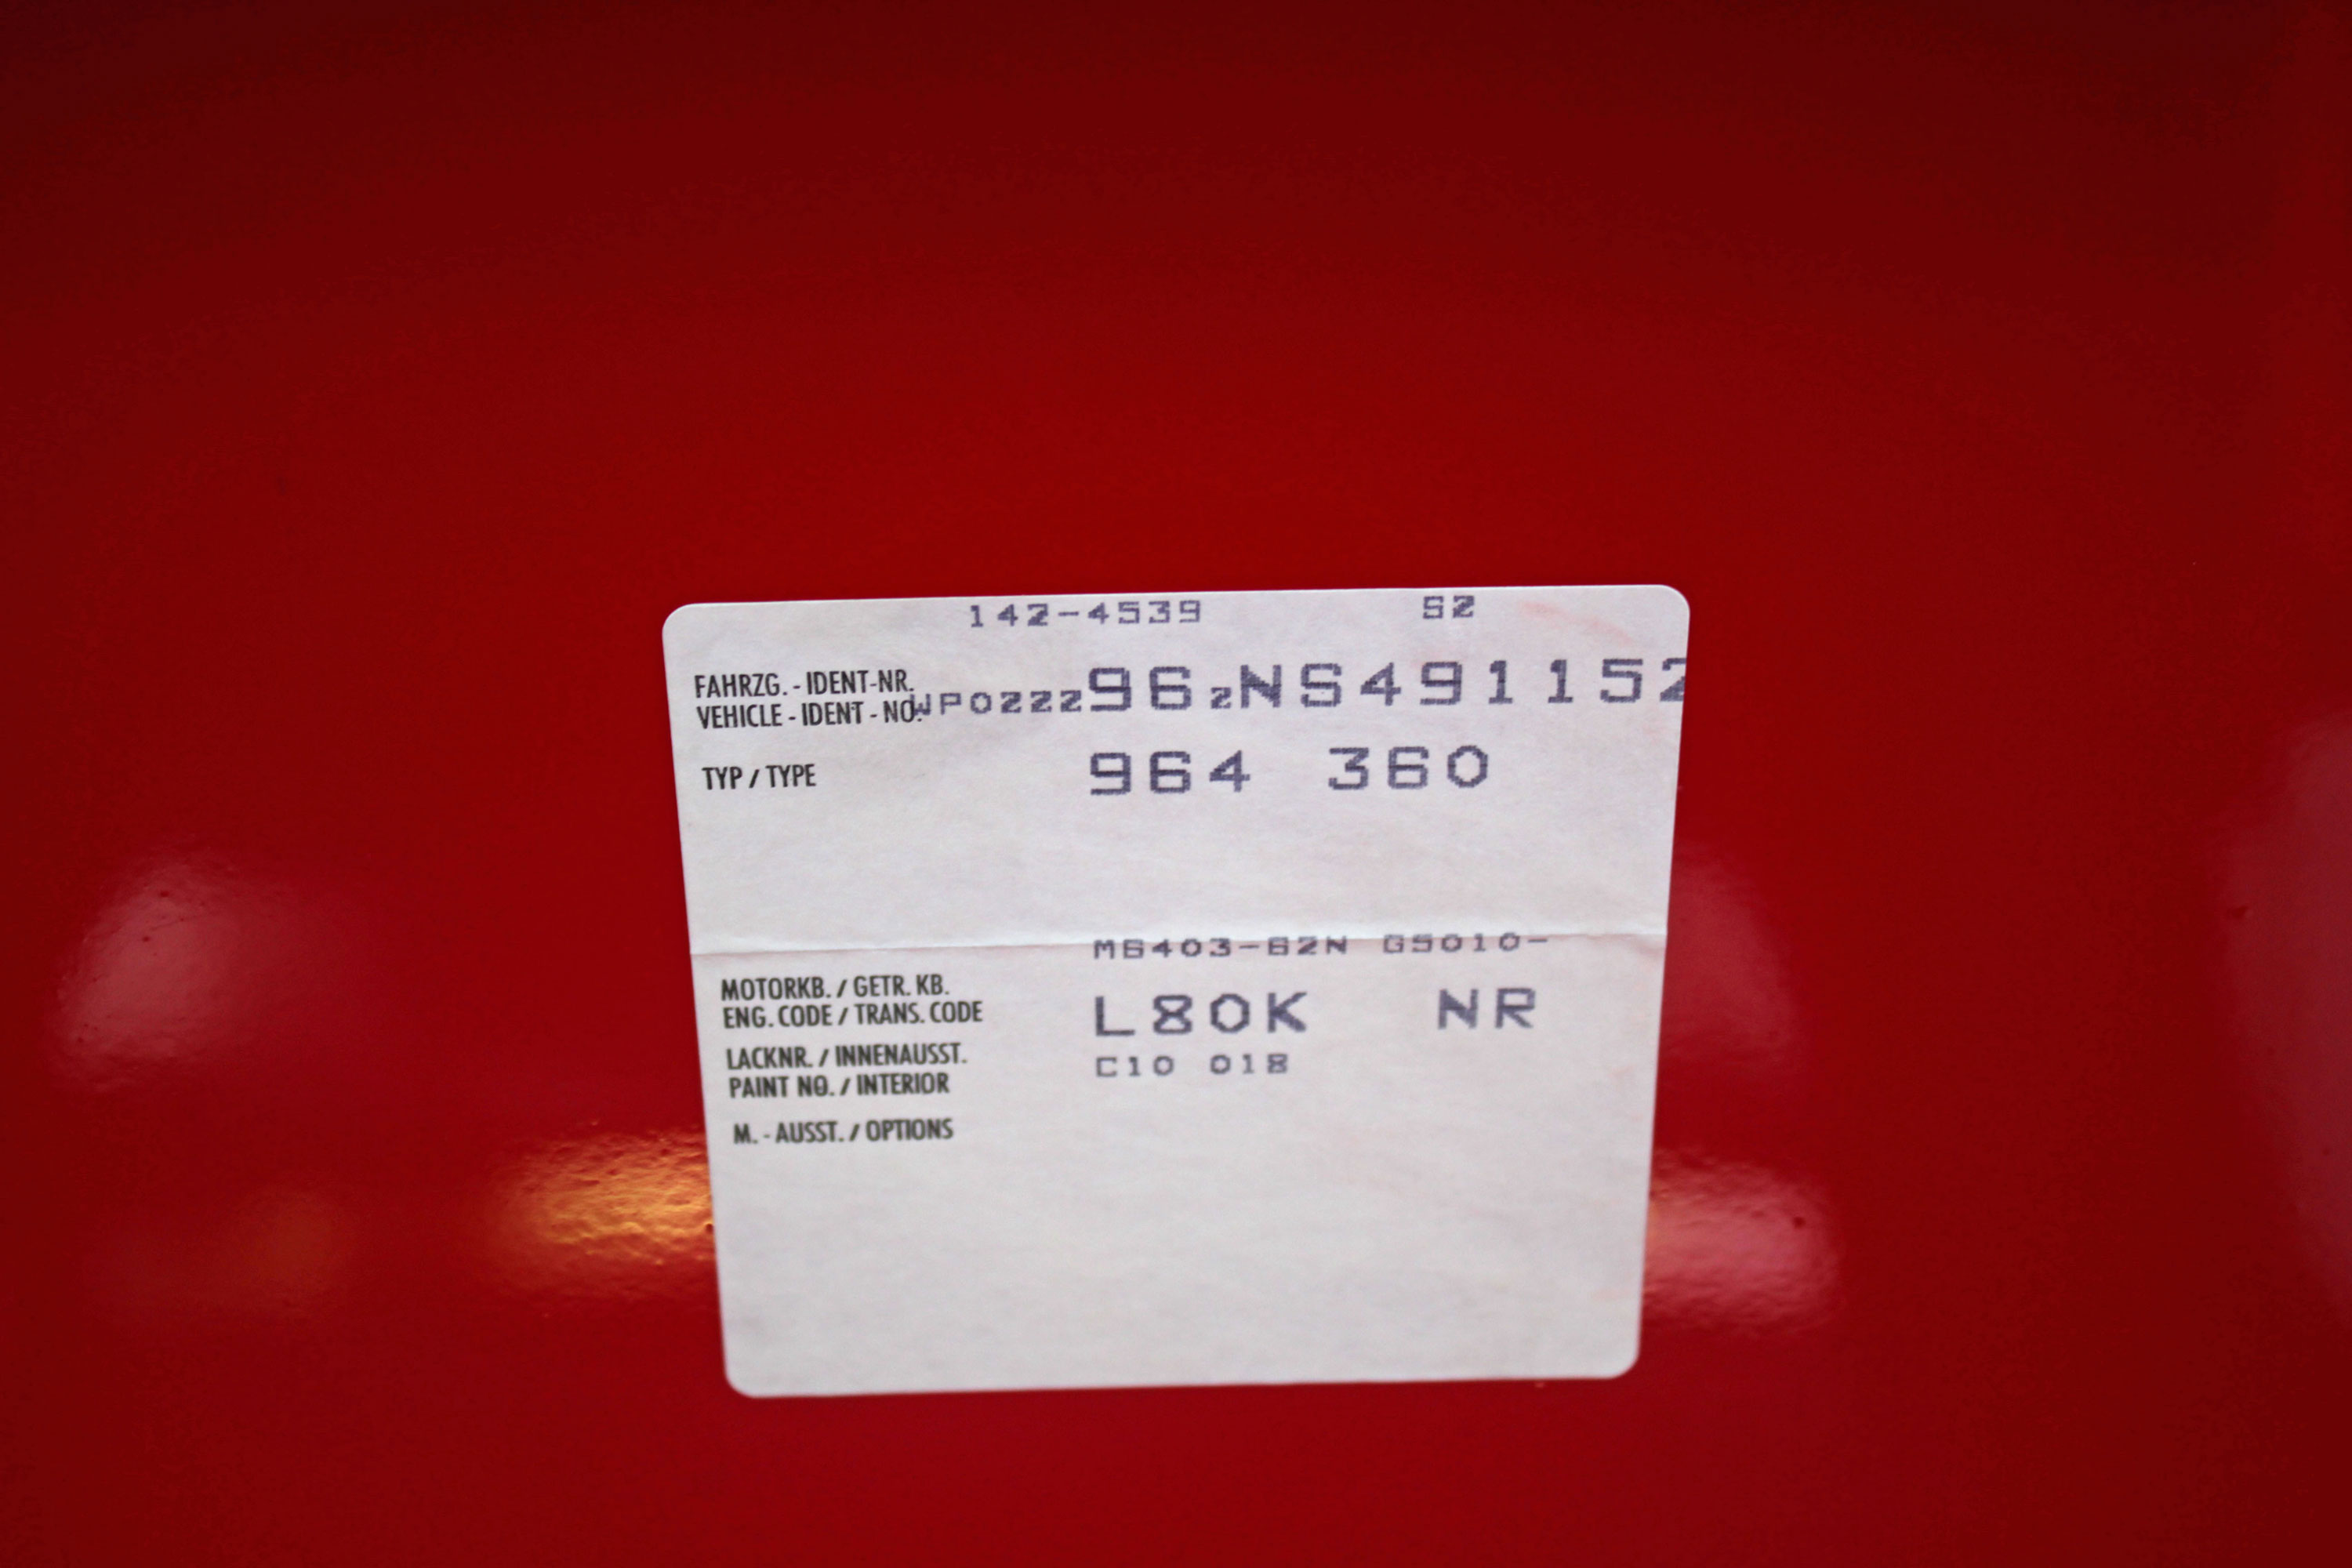 142-4539 S2
FAHRZG. - IDENT-NR.
VEHICLE - IDENT - NO. WP0ZZZ96ZNS491152
TYP / TYPE 964 360
M6403-62N G5010-
MOTORKB. / GETR. KB.
ENG. CODE / TRANS. CODE L80K NR
LACKNR. / INNENAUSST. C10 018
PAINT NO. / INTERIOR
M. - AUSST. / OPTIONS